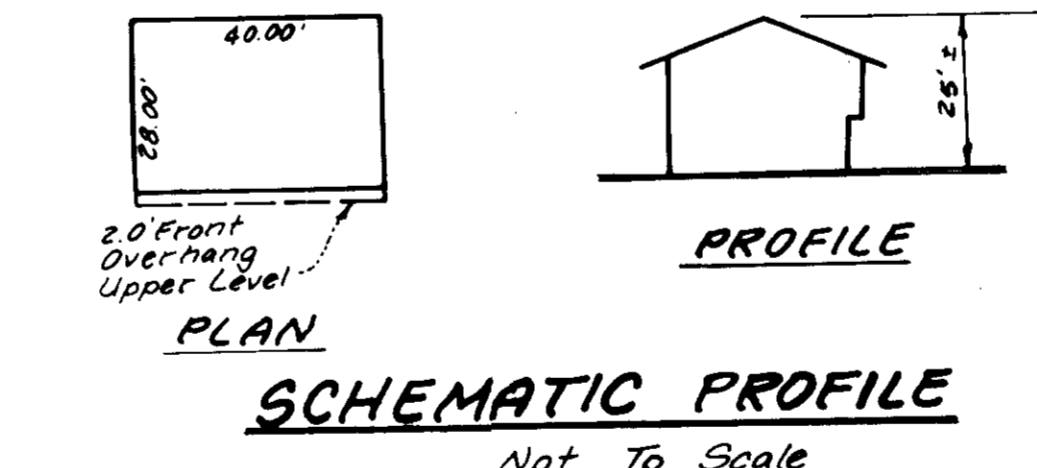 40.00'
28.00'
2.0' Front
Overhang
Upper Level
PLAN
25' ±
PROFILE
SCHEMATIC PROFILE
Not To Scale